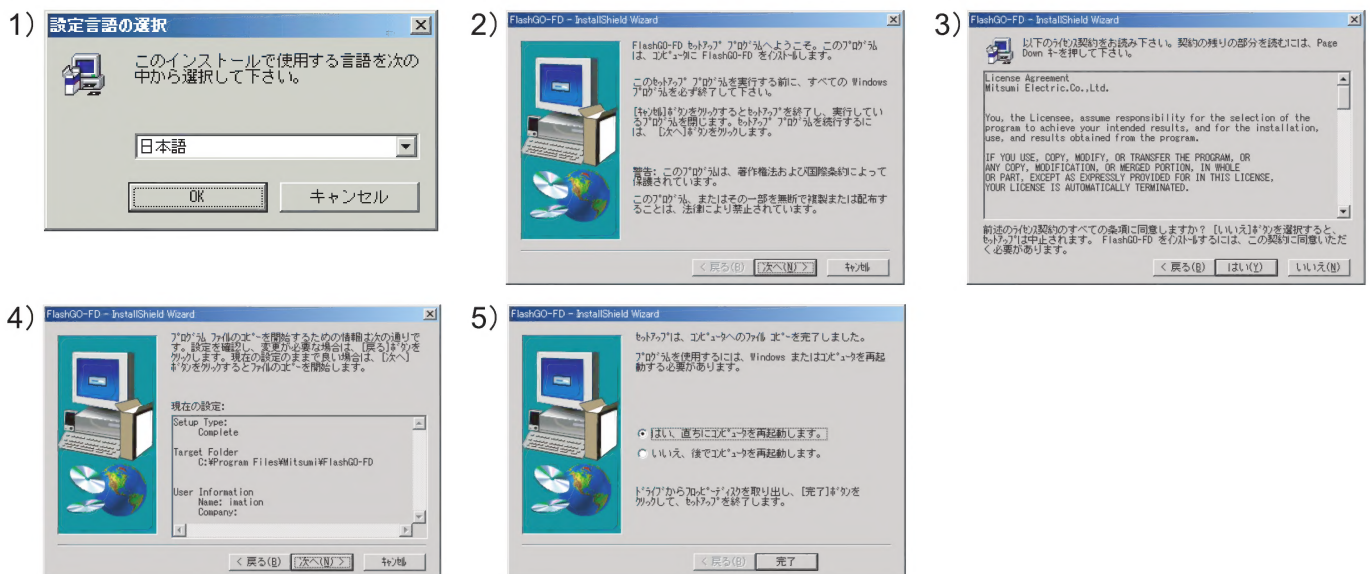 1)
設定言語の選択
このインストールで使用する言語を次の
中から選択して下さい。
日本語
OK
キャンセル
2)
FlashGO-FD - InstallShield Wizard
FlashGO-FD ｾｯﾄｱｯﾌﾟ ﾌﾟﾛｸﾞﾗﾑへようこそ。このﾌﾟﾛｸﾞﾗﾑ
は、ｺﾝﾋﾟｭｰﾀに FlashGO-FD をｲﾝｽﾄｰﾙします。
このｾｯﾄｱｯﾌﾟ ﾌﾟﾛｸﾞﾗﾑを実行する前に、すべての Windows
ﾌﾟﾛｸﾞﾗﾑを必ず終了して下さい。
[ｷｬﾝｾﾙ]ﾎﾞﾀﾝをｸﾘｯｸするとｾｯﾄｱｯﾌﾟを終了し、実行してい
るﾌﾟﾛｸﾞﾗﾑを閉じます。ｾｯﾄｱｯﾌﾟ ﾌﾟﾛｸﾞﾗﾑを続行するに
は、[次へ]ﾎﾞﾀﾝをｸﾘｯｸします。
警告: このﾌﾟﾛｸﾞﾗﾑは、著作権法および国際条約によって
保護されています。
このﾌﾟﾛｸﾞﾗﾑ、またはその一部を無断で複製または配布す
ることは、法律により禁止されています。
< 戻る(B)
次へ(N) >
ｷｬﾝｾﾙ
3)
FlashGO-FD - InstallShield Wizard
以下のﾗｲｾﾝｽ契約をお読み下さい。契約の残りの部分を読むには、Page
Down ｷｰを押して下さい。
License Agreement
Mitsumi Electric.Co.,Ltd.
You, the Licensee, assume responsibility for the selection of the
program to achieve your intended results, and for the installation,
use, and results obtained from the program.
IF YOU USE, COPY, MODIFY, OR TRANSFER THE PROGRAM, OR
ANY COPY, MODIFICATION, OR MERGED PORTION, IN WHOLE
OR PART, EXCEPT AS EXPRESSLY PROVIDED FOR IN THIS LICENSE,
YOUR LICENSE IS AUTOMATICALLY TERMINATED.
前述のﾗｲｾﾝｽ契約のすべての条項に同意しますか? [いいえ]ﾎﾞﾀﾝを選択すると、
ｾｯﾄｱｯﾌﾟは中止されます。 FlashGO-FD をｲﾝｽﾄｰﾙするには、この契約に同意いただ
く必要があります。
< 戻る(B)
はい(Y)
いいえ(N)
4)
FlashGO-FD - InstallShield Wizard
ﾌﾟﾛｸﾞﾗﾑ ﾌｧｲﾙのｺﾋﾟｰを開始するための情報は次の通りで
す。設定を確認し、変更が必要な場合は、[戻る]ﾎﾞﾀﾝを
ｸﾘｯｸします。現在の設定のままで良い場合は、[次へ]
ﾎﾞﾀﾝをｸﾘｯｸするとﾌｧｲﾙのｺﾋﾟｰを開始します。
現在の設定:
Setup Type:
Complete
Target Folder
C:¥Program Files¥Mitsumi¥FlashGO-FD
User Information
Name: imation
Company:
< 戻る(B)
次へ(N) >
ｷｬﾝｾﾙ
5)
FlashGO-FD - InstallShield Wizard
ｾｯﾄｱｯﾌﾟは、ｺﾝﾋﾟｭｰﾀへのﾌｧｲﾙ ｺﾋﾟｰを完了しました。
ﾌﾟﾛｸﾞﾗﾑを使用するには、Windows またはｺﾝﾋﾟｭｰﾀを再起
動する必要があります。
はい、直ちにｺﾝﾋﾟｭｰﾀを再起動します。
いいえ、後でｺﾝﾋﾟｭｰﾀを再起動します。
ﾄﾞﾗｲﾌﾞからﾌﾛｯﾋﾟｰﾃﾞｨｽｸを取り出し、[完了]ﾎﾞﾀﾝを
ｸﾘｯｸして、ｾｯﾄｱｯﾌﾟを終了します。
< 戻る(B)
完了